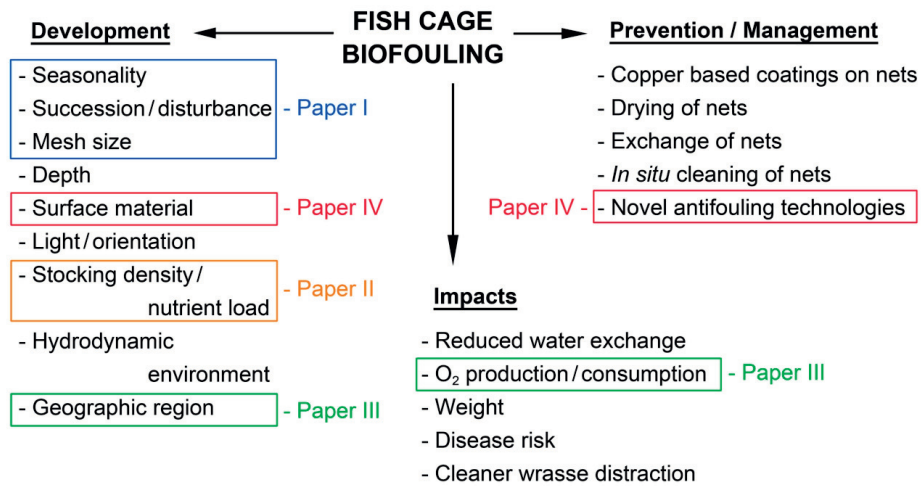 FISH CAGE
BIOFOULING
Development
- Seasonality
- Succession / disturbance
- Mesh size
- Paper I
- Depth
- Surface material
- Paper IV
- Light / orientation
- Stocking density /
nutrient load
- Paper II
- Hydrodynamic
environment
- Geographic region
- Paper III
Impacts
- Reduced water exchange
- O₂ production / consumption
- Paper III
- Weight
- Disease risk
- Cleaner wrasse distraction
Prevention / Management
- Copper based coatings on nets
- Drying of nets
- Exchange of nets
- In situ cleaning of nets
Paper IV -
- Novel antifouling technologies